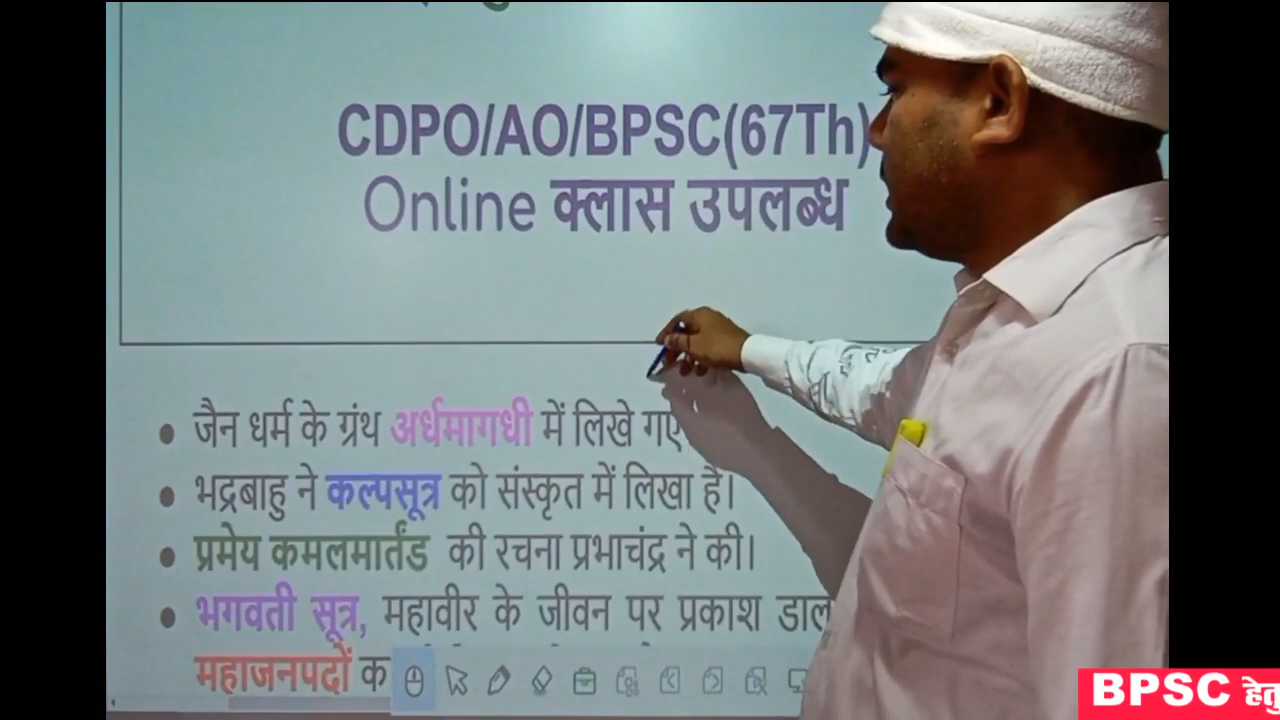 CDPO/AO/BPSC(67Th)
Online क्लास उपलब्ध
• जैन धर्म के ग्रंथ अर्धमागधी में लिखे गए
• भद्रबाहु ने कल्पसूत्र को संस्कृत में लिखा है।
• प्रमेय कमलमार्तंड की रचना प्रभाचंद्र ने की।
• भगवती सूत्र, महावीर के जीवन पर प्रकाश डाल
महाजनपदों क
BPSC हेतु